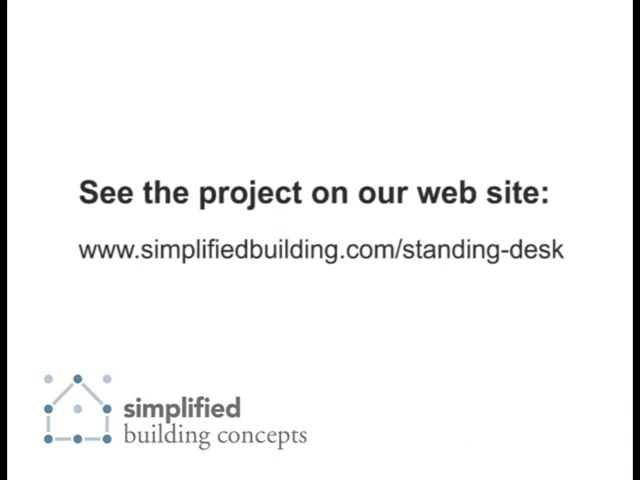 See the project on our web site:
www.simplifiedbuilding.com/standing-desk
simplified
building concepts